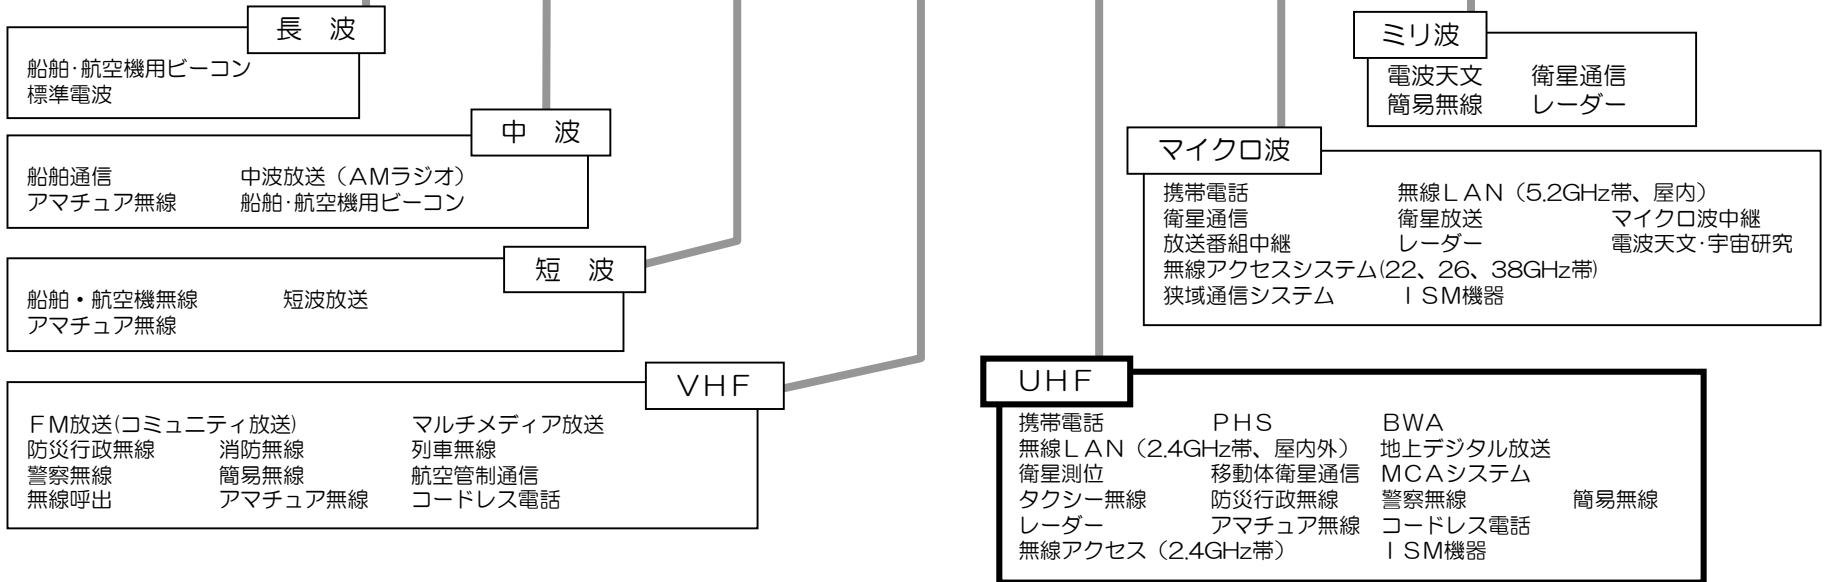 長 波
船舶・航空機用ビーコン
標準電波
中 波
船舶通信 中波放送（AMラジオ）
アマチュア無線 船舶・航空機用ビーコン
短 波
船舶・航空機無線 短波放送
アマチュア無線
VHF
FM放送(コミュニティ放送) マルチメディア放送
防災行政無線 消防無線 列車無線
警察無線 簡易無線 航空管制通信
無線呼出 アマチュア無線 コードレス電話
ミリ波
電波天文 衛星通信
簡易無線 レーダー
マイクロ波
携帯電話 無線LAN（5.2GHz帯、屋内）
衛星通信 衛星放送 マイクロ波中継
放送番組中継 レーダー 電波天文・宇宙研究
無線アクセスシステム(22、26、38GHz帯)
狭域通信システム ISM機器
UHF
携帯電話 PHS BWA
無線LAN（2.4GHz帯、屋内外） 地上デジタル放送
衛星測位 移動体衛星通信 MCAシステム
タクシー無線 防災行政無線 警察無線 簡易無線
レーダー アマチュア無線 コードレス電話
無線アクセス（2.4GHz帯） ISM機器